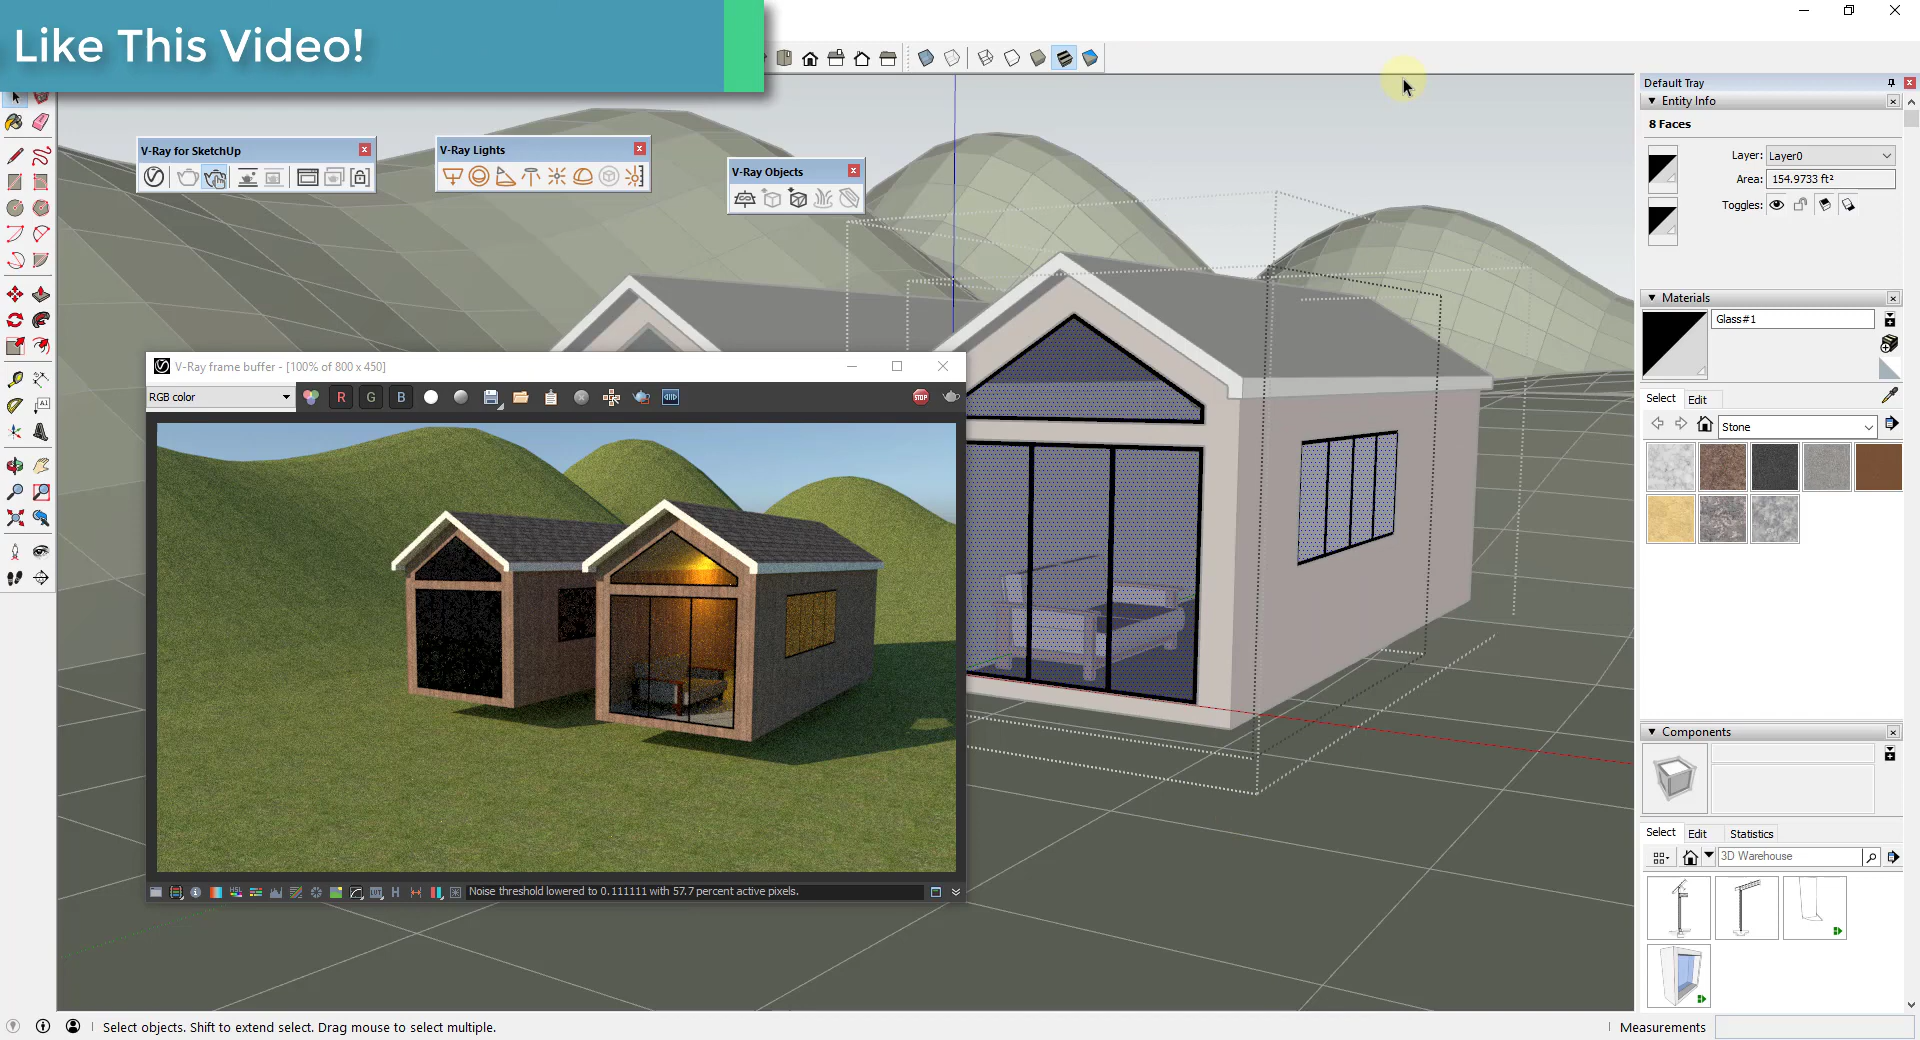 Like This Video!
Default Tray
Entity Info
8 Faces
Layer:
Layer0
Area:
154.9733 ft²
Toggles:
Materials
Glass#1
Select
Edit
Stone
Components
Select
Edit
Statistics
3D Warehouse
V-Ray for SketchUp
V-Ray Lights
V-Ray Objects
V-Ray frame buffer - [100% of 800 x 450]
RGB color
R
G
B
STOP
HSL
LUT
H
Noise threshold lowered to 0.111111 with 57.7 percent active pixels.
Select objects. Shift to extend select. Drag mouse to select multiple.
Measurements